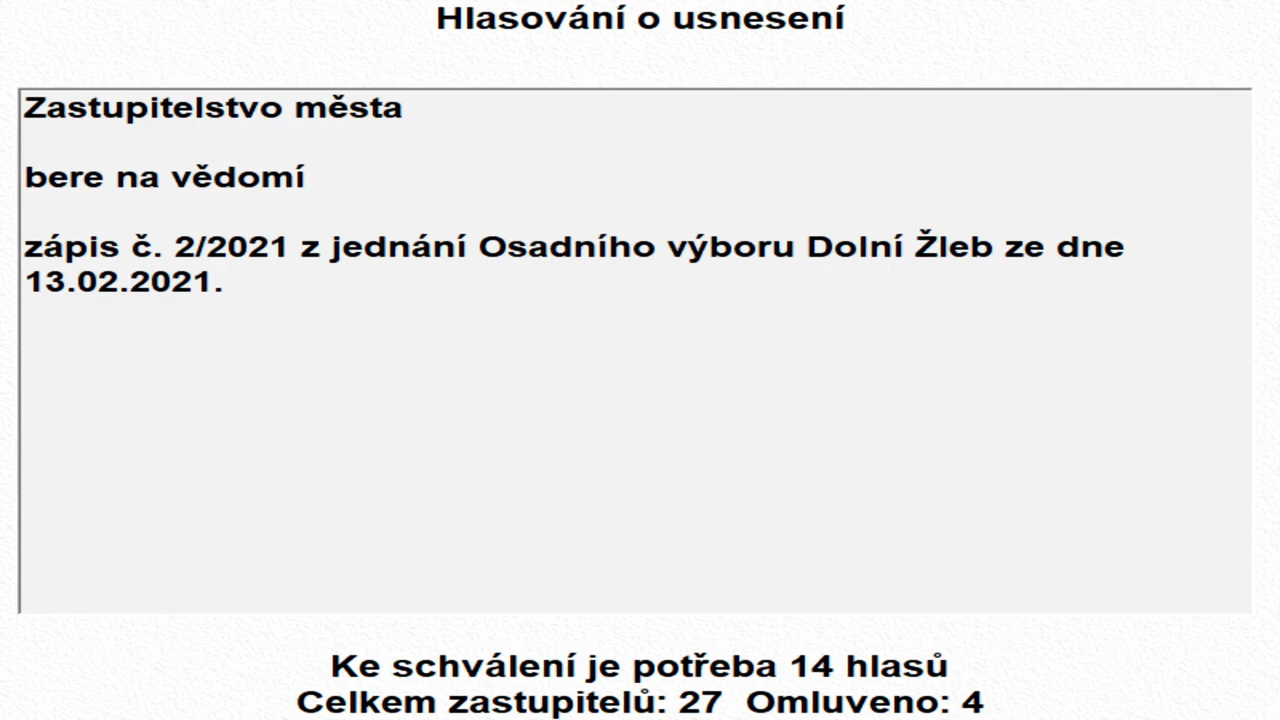 Hlasování o usnesení
Zastupitelstvo města
bere na vědomí
zápis č. 2/2021 z jednání Osadního výboru Dolní Žleb ze dne
13.02.2021.
Ke schválení je potřeba 14 hlasů
Celkem zastupitelů: 27 Omluveno: 4